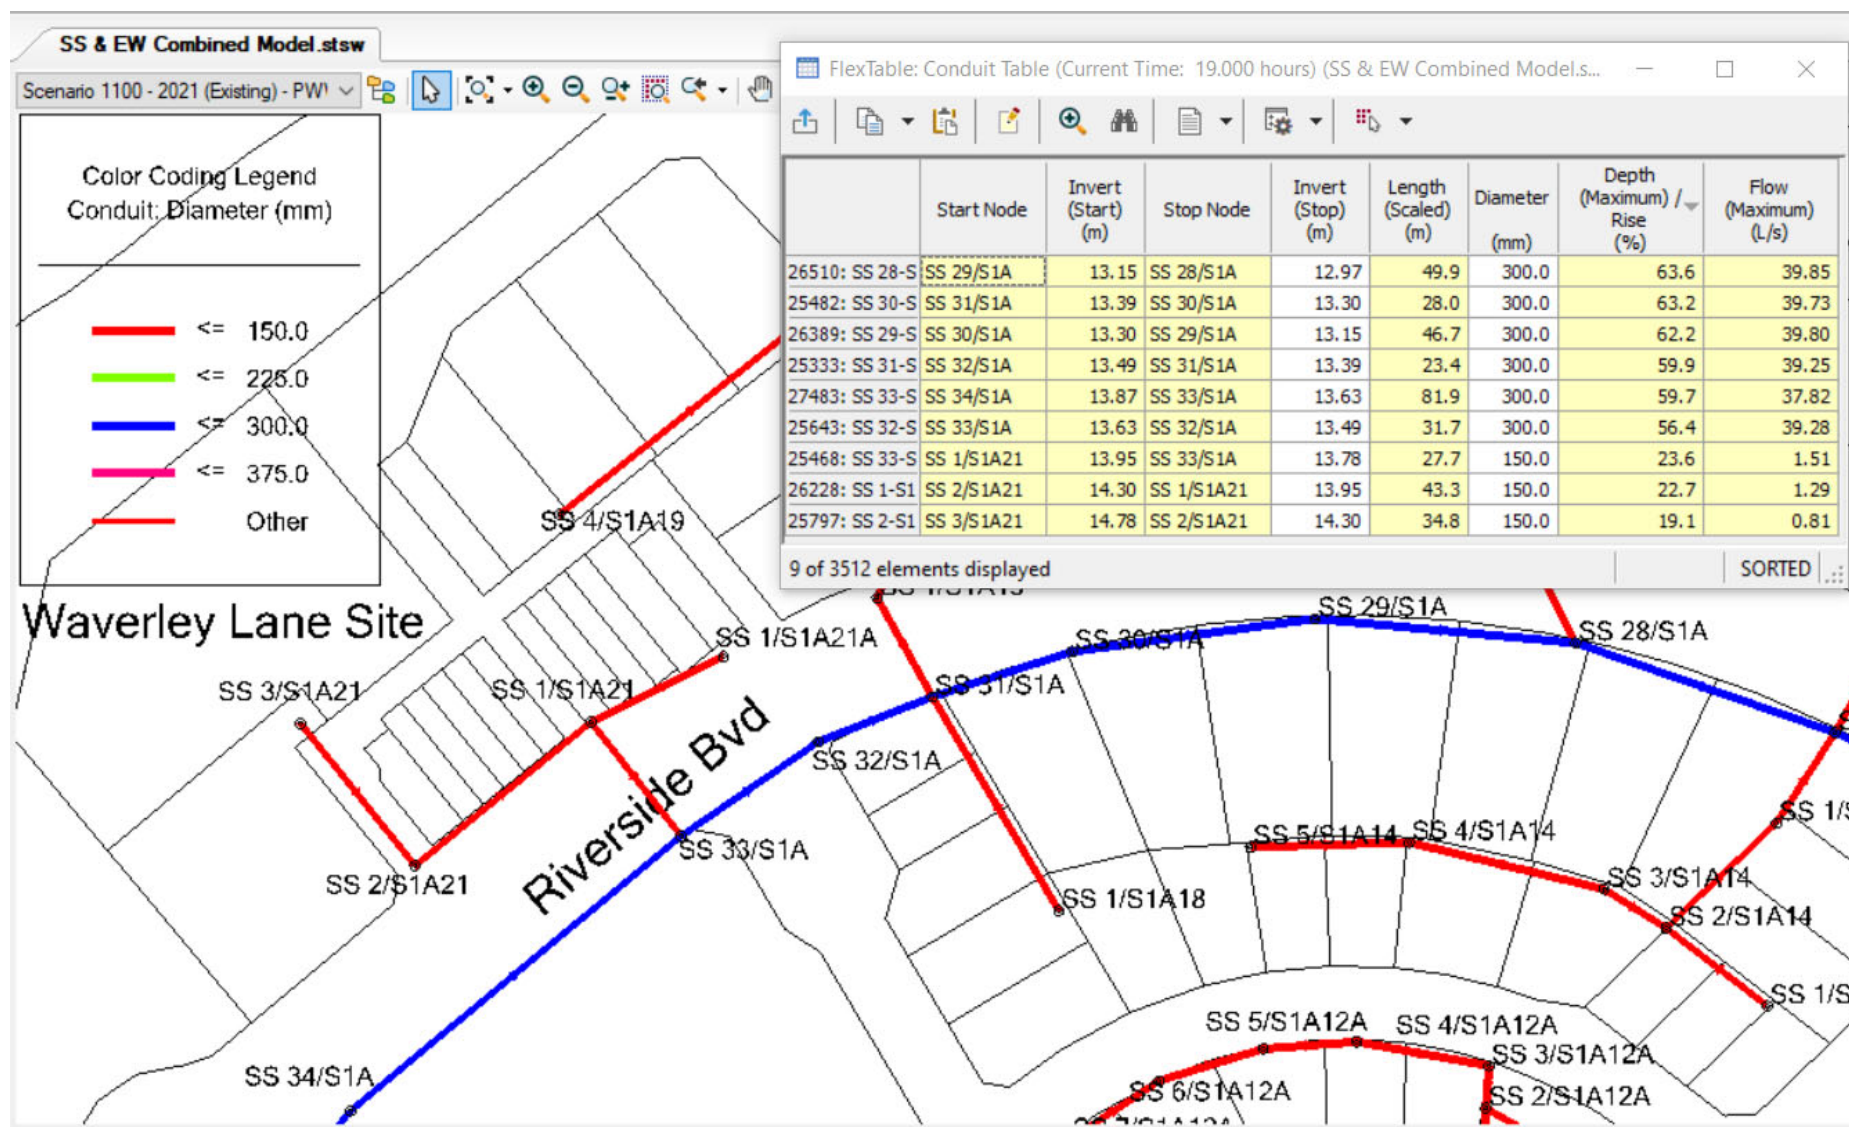 SS & EW Combined Model.stsw
Scenario 1100 - 2021 (Existing) - PW
FlexTable: Conduit Table (Current Time: 19.000 hours) (SS & EW Combined Model.s...
Color Coding Legend
Conduit: Diameter (mm)
<= 150.0
<= 225.0
<= 300.0
<= 375.0
Other
Start Node Invert (Start) (m) Stop Node Invert (Stop) (m) Length (Scaled) (m) Diameter (mm) Depth (Maximum) / Rise (%) Flow (Maximum) (L/s)
26510: SS 28-S SS 29/S1A 13.15 SS 28/S1A 12.97 49.9 300.0 63.6 39.85
25482: SS 30-S SS 31/S1A 13.39 SS 30/S1A 13.30 28.0 300.0 63.2 39.73
26389: SS 29-S SS 30/S1A 13.30 SS 29/S1A 13.15 46.7 300.0 62.2 39.80
25333: SS 31-S SS 32/S1A 13.49 SS 31/S1A 13.39 23.4 300.0 59.9 39.25
27483: SS 33-S SS 34/S1A 13.87 SS 33/S1A 13.63 81.9 300.0 59.7 37.82
25643: SS 32-S SS 33/S1A 13.63 SS 32/S1A 13.49 31.7 300.0 56.4 39.28
25468: SS 33-S SS 1/S1A21 13.95 SS 33/S1A 13.78 27.7 150.0 23.6 1.51
26228: SS 1-S1 SS 2/S1A21 14.30 SS 1/S1A21 13.95 43.3 150.0 22.7 1.29
25797: SS 2-S1 SS 3/S1A21 14.78 SS 2/S1A21 14.30 34.8 150.0 19.1 0.81
9 of 3512 elements displayed
SORTED
SS 4/S1A19
Waverley Lane Site
SS 29/S1A
SS 28/S1A
SS 1/S1A21A
SS 30/S1A
SS 3/S1A21
SS 1/S1A21
SS 31/S1A
SS 32/S1A
Riverside Bvd
SS 33/S1A
SS 5/S1A14
SS 4/S1A14
SS 1/S
SS 2/S1A21
SS 3/S1A14
SS 1/S1A18
SS 2/S1A14
SS 1/S
SS 5/S1A12A
SS 4/S1A12A
SS 3/S1A12A
SS 34/S1A
SS 6/S1A12A
SS 2/S1A12A